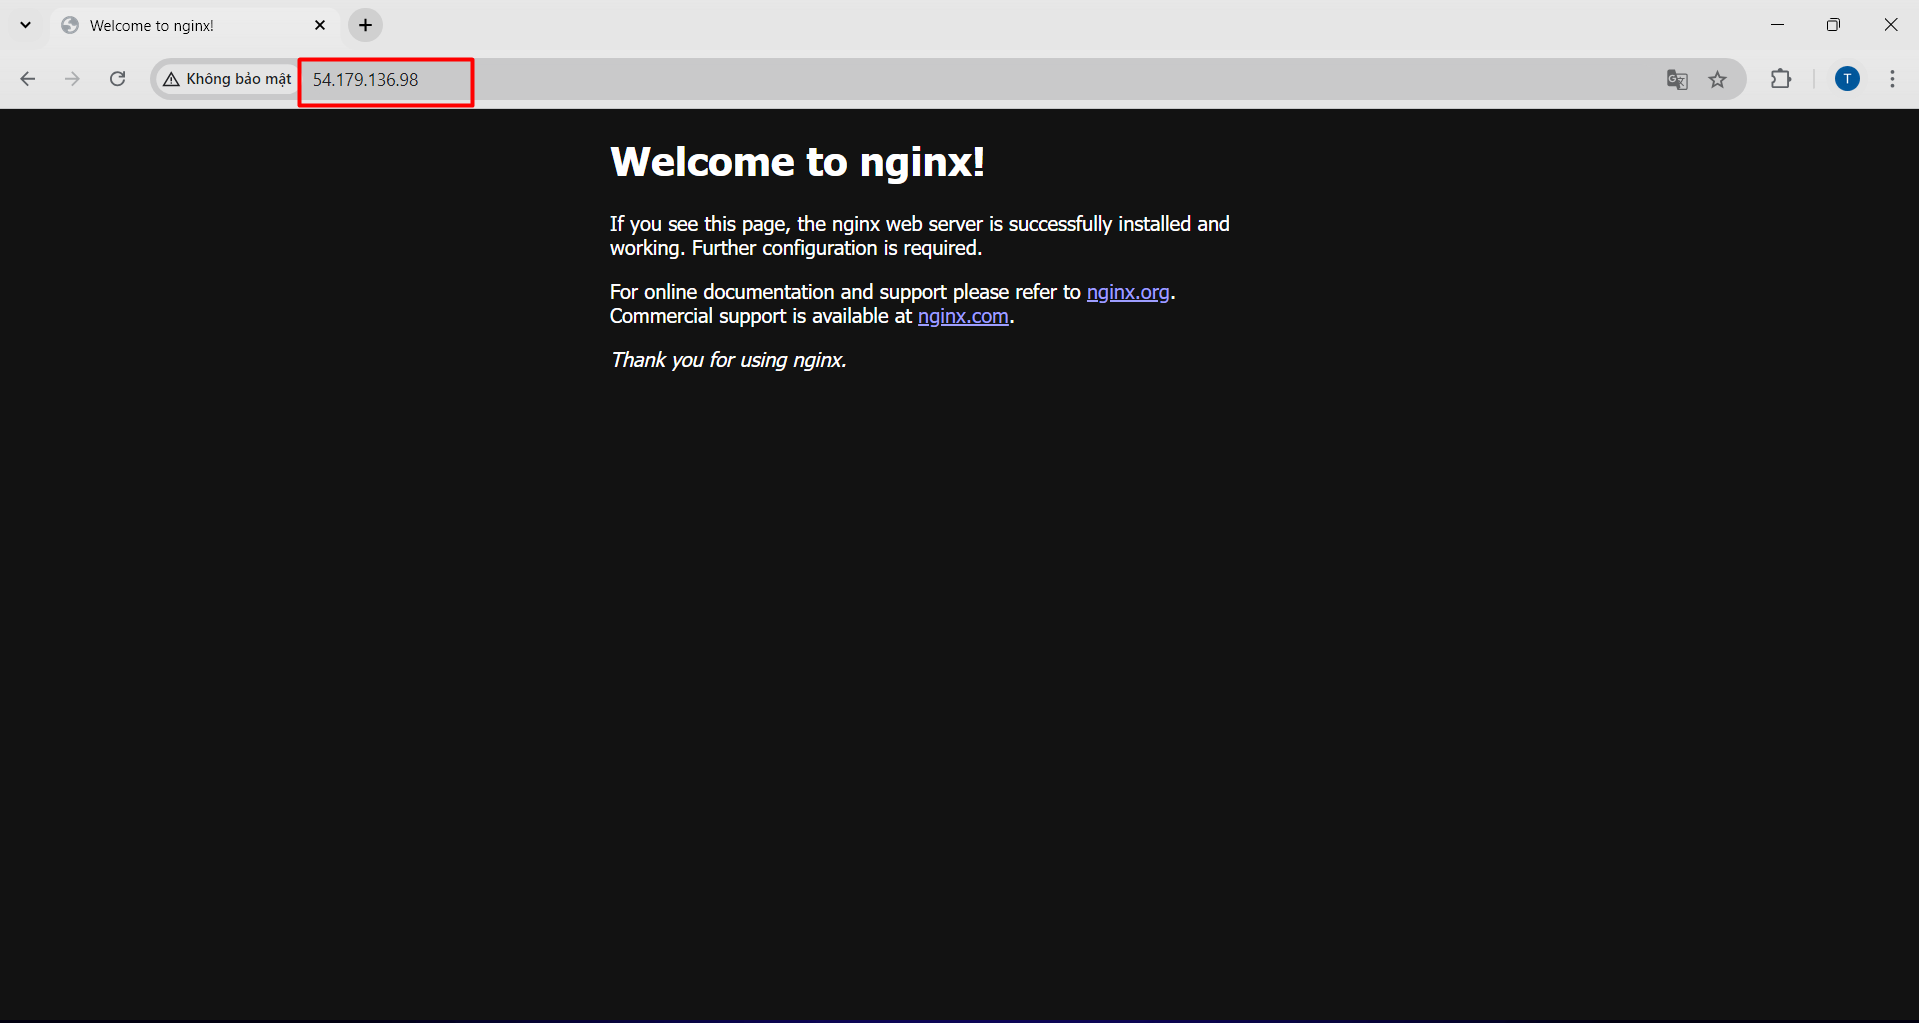 Welcome to nginx!
Không bảo mật
54.179.136.98
T
Welcome to nginx!
If you see this page, the nginx web server is successfully installed and
working. Further configuration is required.
For online documentation and support please refer to nginx.org.
Commercial support is available at nginx.com.
Thank you for using nginx.